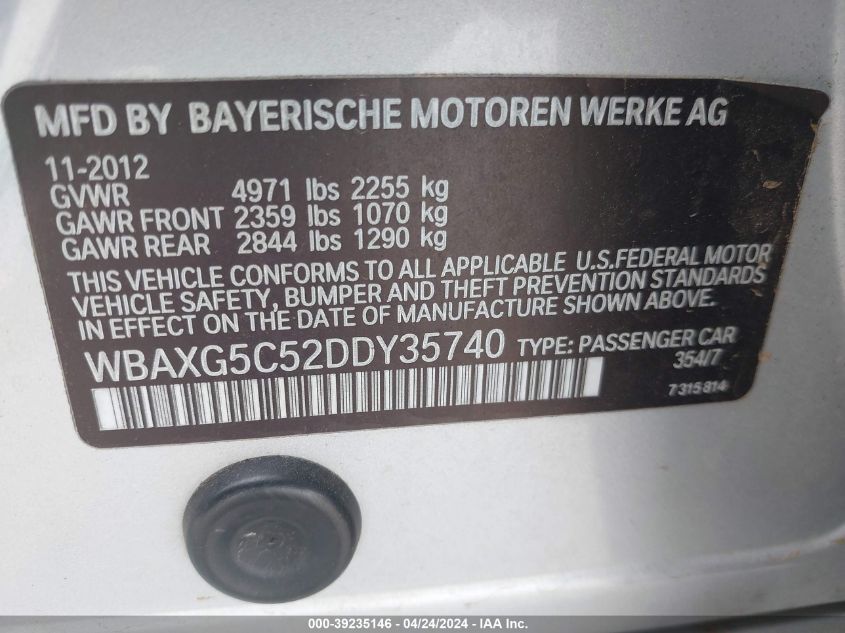 MFD BY BAYERISCHE MOTOREN WERKE AG
11-2012
GVWR 4971 lbs 2255 kg
GAWR FRONT 2359 lbs 1070 kg
GAWR REAR 2844 lbs 1290 kg
THIS VEHICLE CONFORMS TO ALL APPLICABLE U.S.FEDERAL MOTOR
VEHICLE SAFETY, BUMPER AND THEFT PREVENTION STANDARDS
IN EFFECT ON THE DATE OF MANUFACTURE SHOWN ABOVE.
WBAXG5C52DDY35740 TYPE: PASSENGER CAR
354/7
7315814
000-39235146 / 04/24/2024 - IAA Inc.